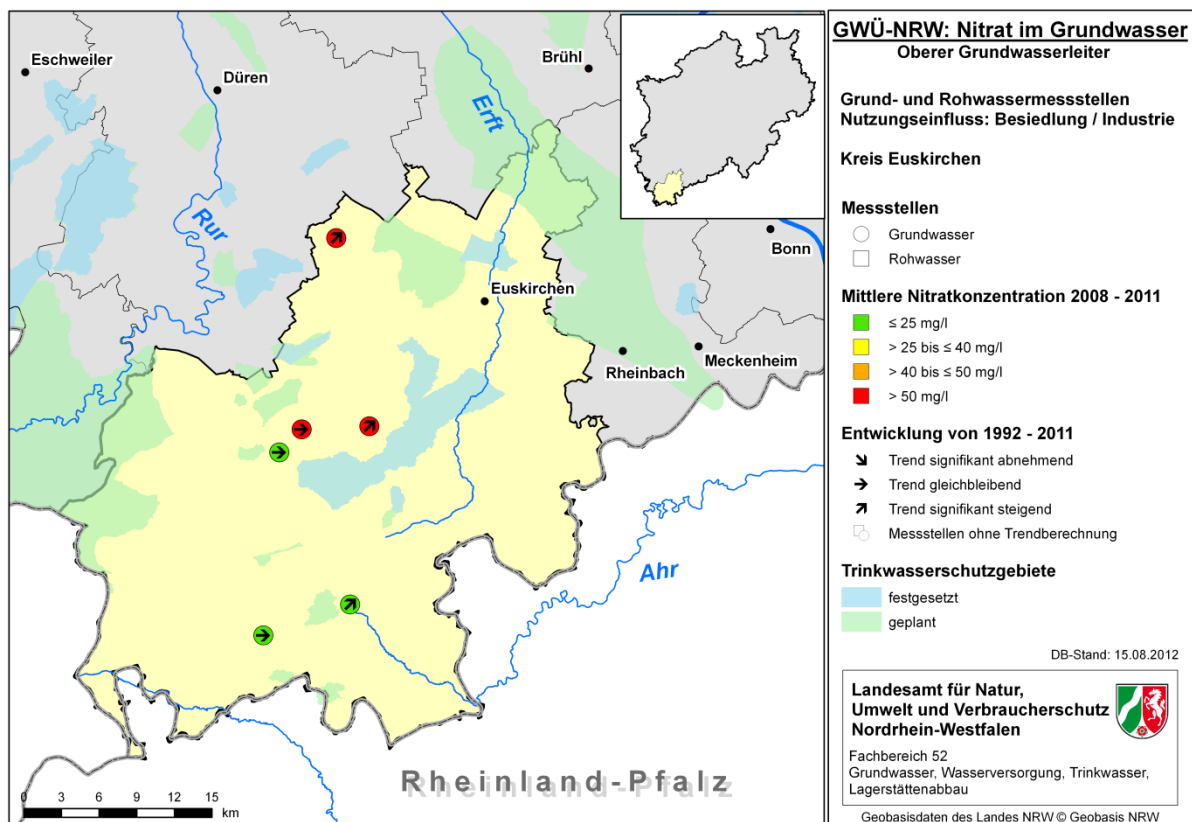 Eschweiler
Düren
Brühl
Erft
Rur
Bonn
Euskirchen
Rheinbach
Meckenheim
Ahr
Rheinland-Pfalz
0 3 6 9 12 15
km
GWÜ-NRW: Nitrat im Grundwasser
Oberer Grundwasserleiter
Grund- und Rohwassermessstellen
Nutzungseinfluss: Besiedlung / Industrie
Kreis Euskirchen
Messstellen
Grundwasser
Rohwasser
Mittlere Nitratkonzentration 2008 - 2011
≤ 25 mg/l
> 25 bis ≤ 40 mg/l
> 40 bis ≤ 50 mg/l
> 50 mg/l
Entwicklung von 1992 - 2011
Trend signifikant abnehmend
Trend gleichbleibend
Trend signifikant steigend
Messstellen ohne Trendberechnung
Trinkwasserschutzgebiete
festgesetzt
geplant
DB-Stand: 15.08.2012
Landesamt für Natur,
Umwelt und Verbraucherschutz
Nordrhein-Westfalen
Fachbereich 52
Grundwasser, Wasserversorgung, Trinkwasser,
Lagerstättenabbau
Geobasisdaten des Landes NRW © Geobasis NRW